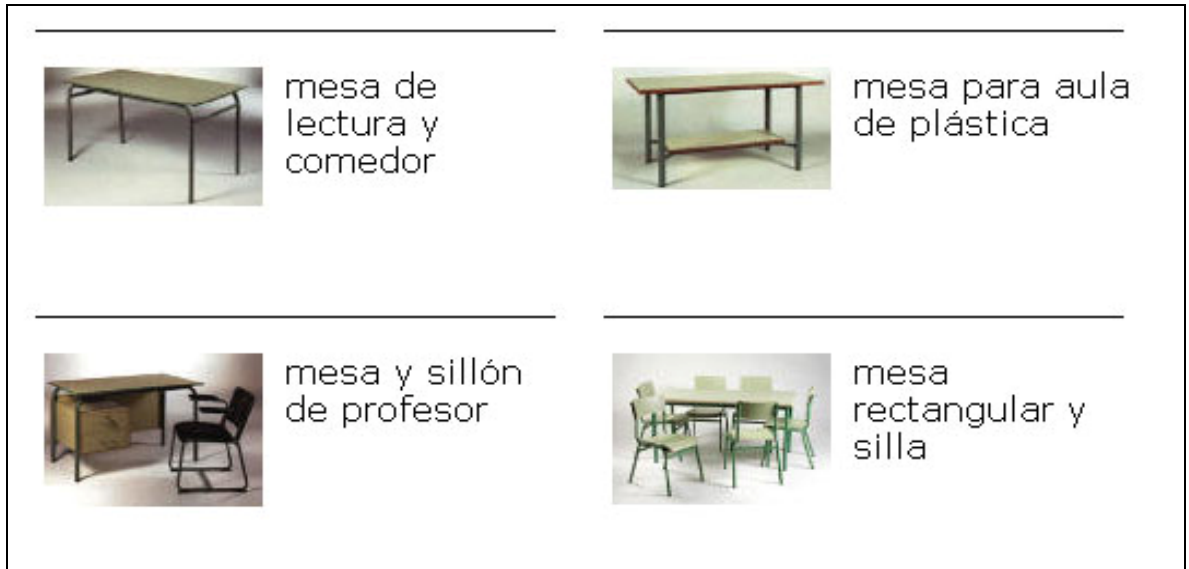 mesa de
lectura y
comedor
mesa para aula
de plástica
mesa y sillón
de profesor
mesa
rectangular y
silla